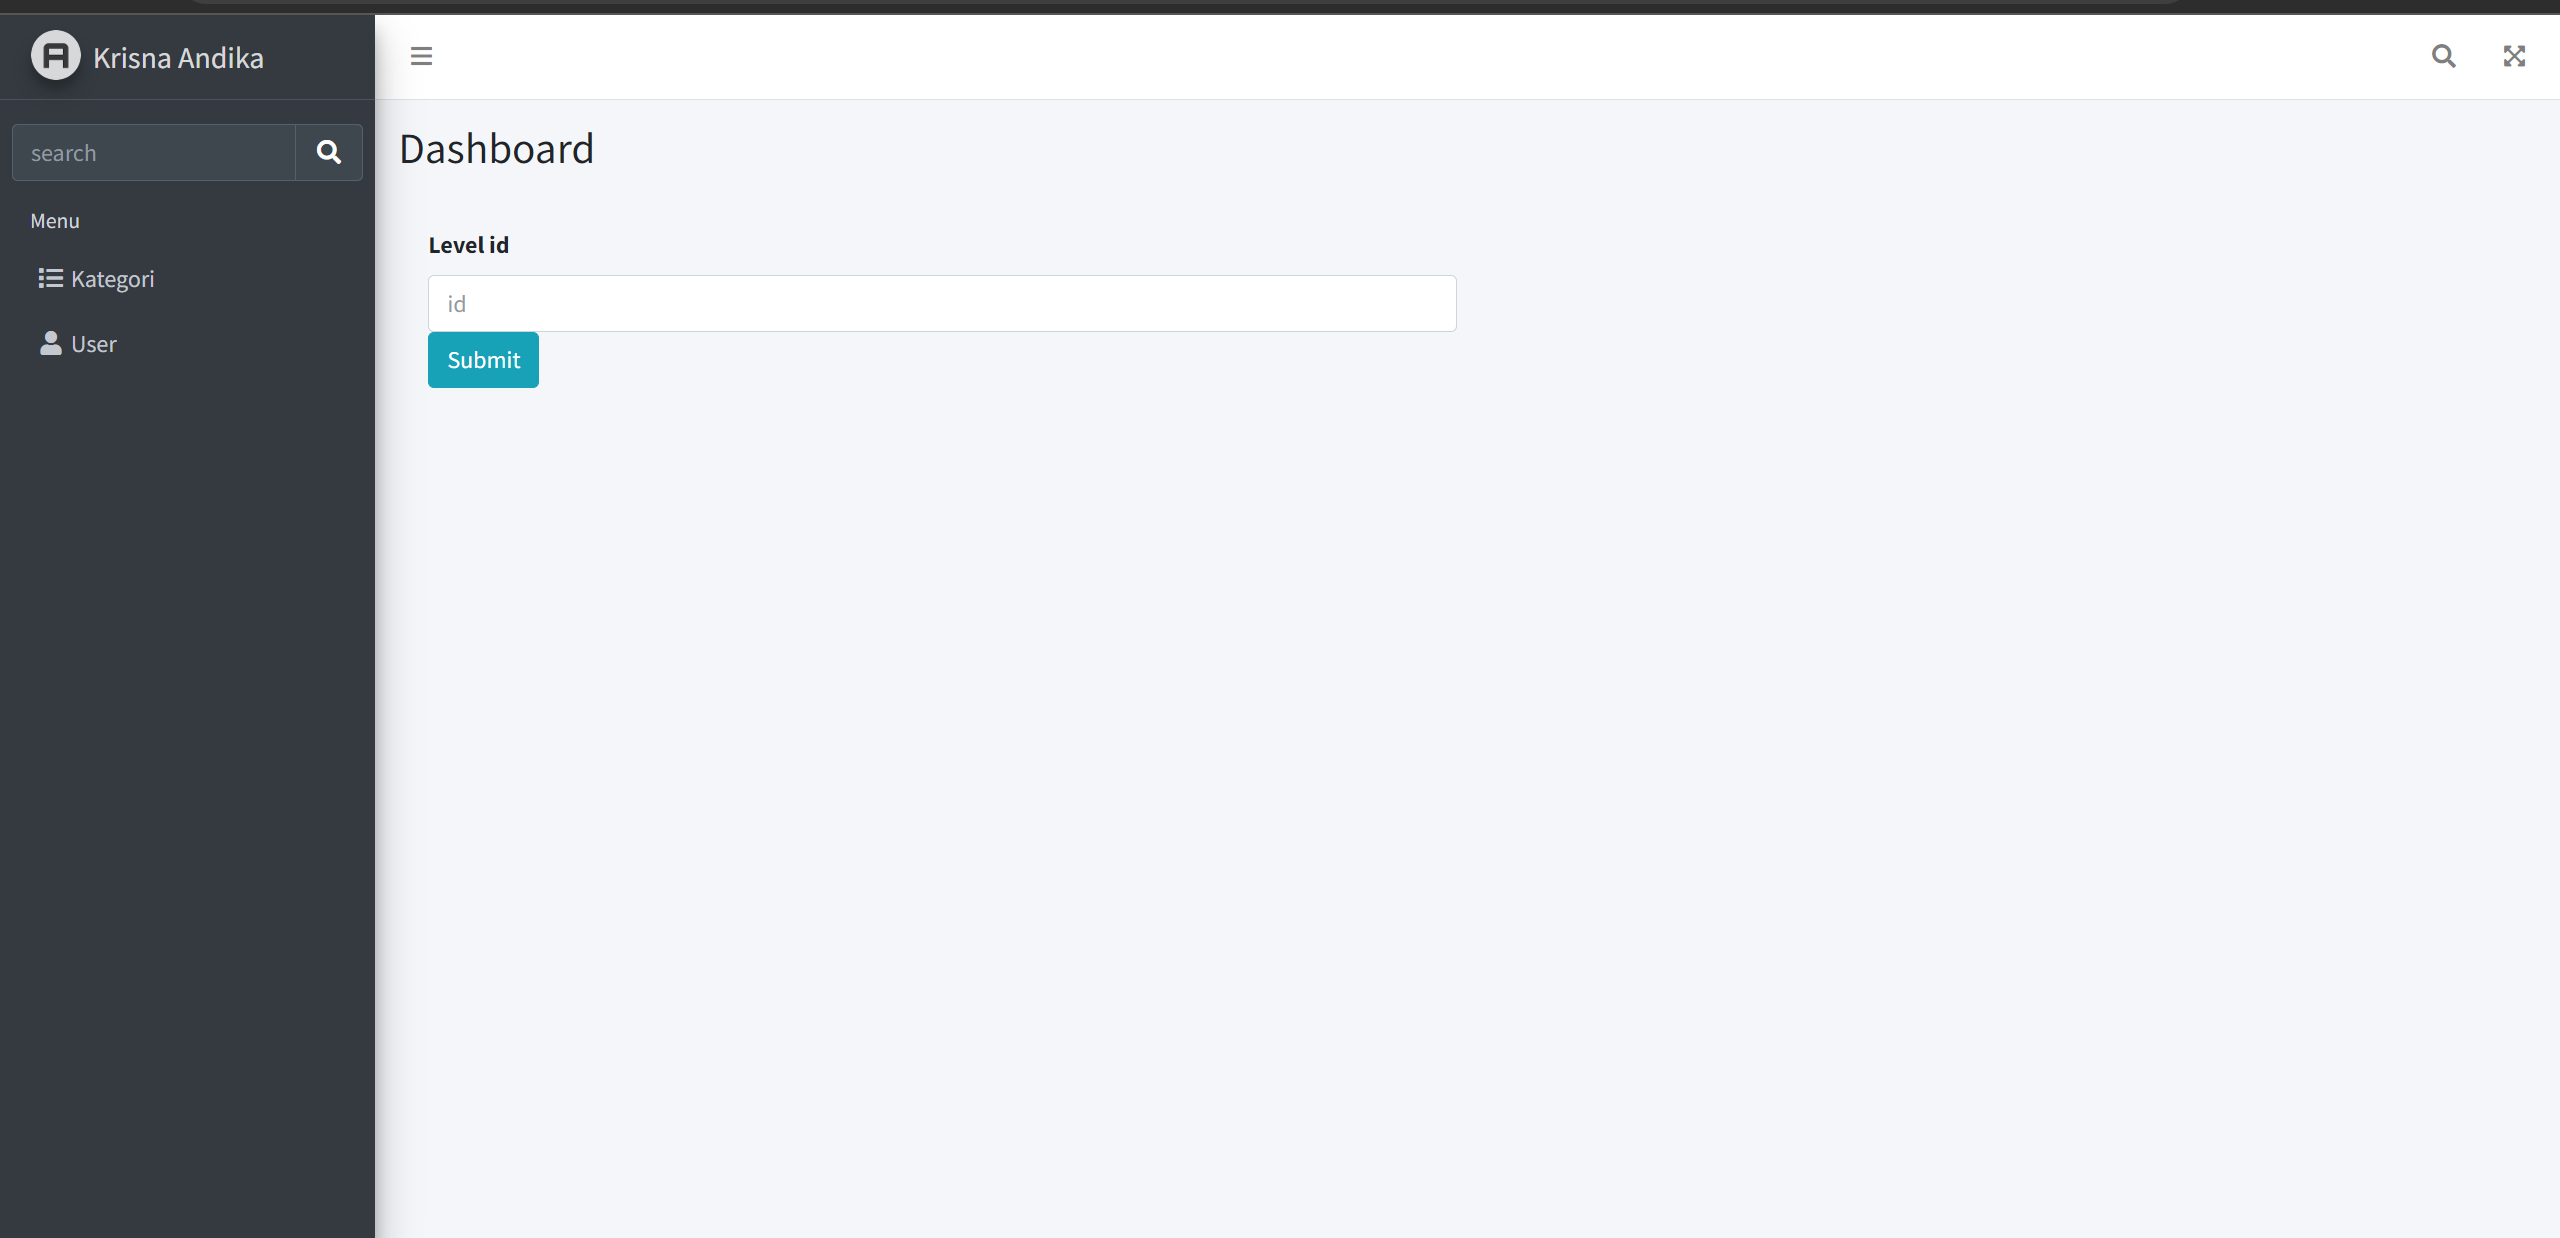 Krisna Andika
search
Menu
Kategori
User
Dashboard
Level id
id
Submit